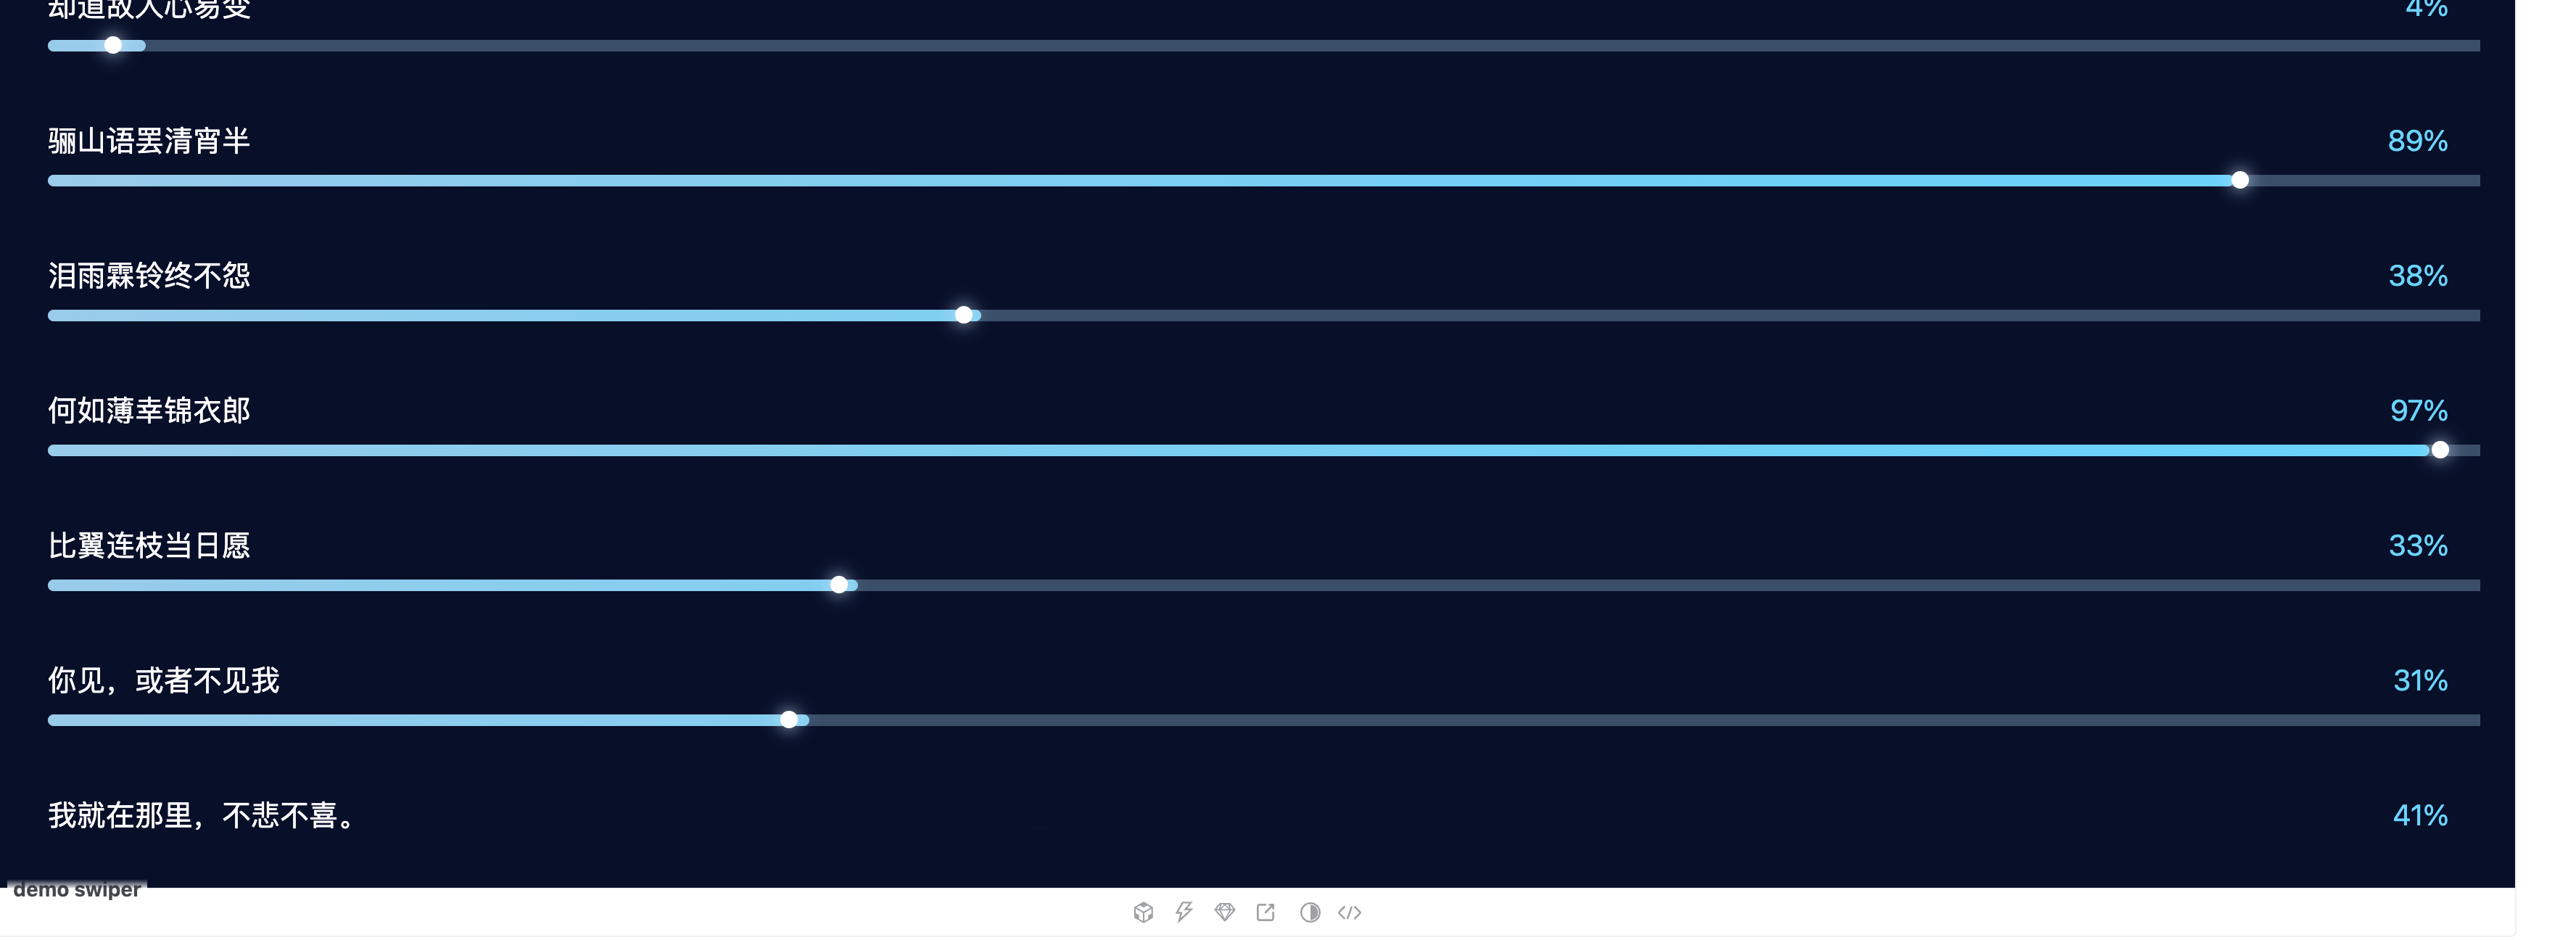 却道故人心易变
4%
骊山语罢清宵半
89%
泪雨霖铃终不怨
38%
何如薄幸锦衣郎
97%
比翼连枝当日愿
33%
你见，或者不见我
31%
我就在那里，不悲不喜。
41%
demo swiper